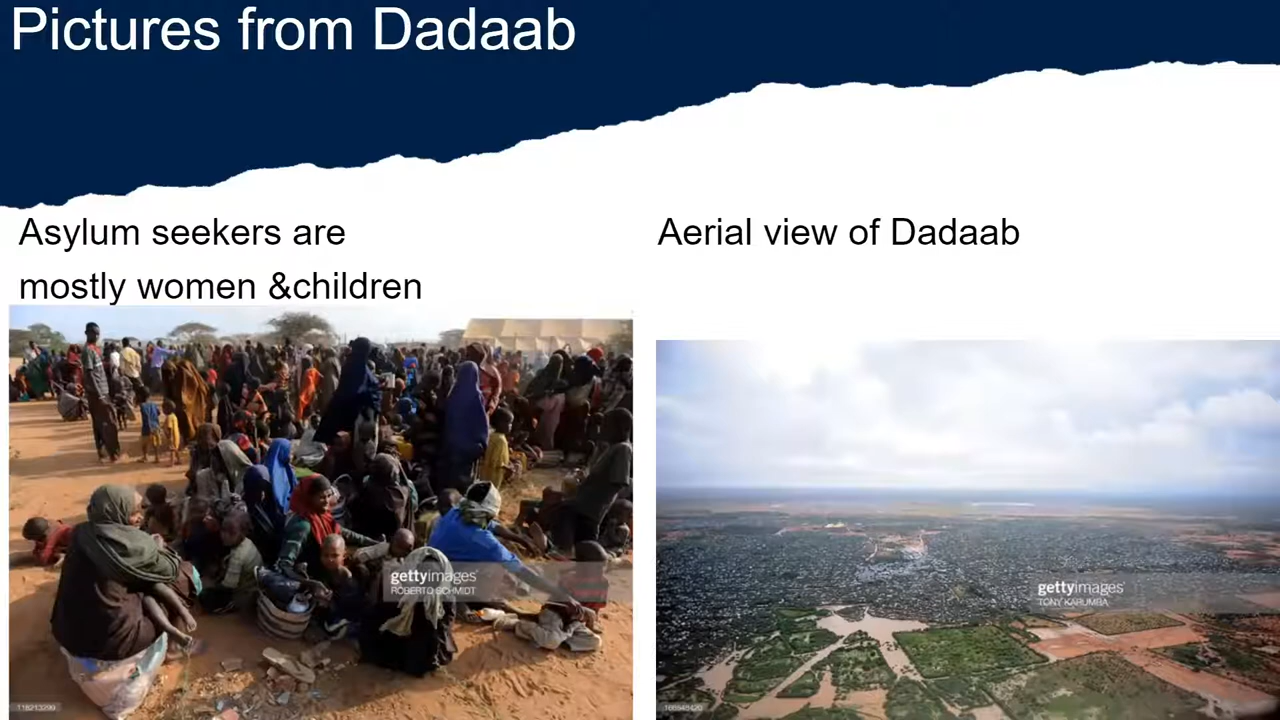 Pictures from Dadaab
Asylum seekers are
mostly women &children
Aerial view of Dadaab
gettyimages
ROBERTO SCHMIDT
118213299
gettyimages
TONY KARUMBA